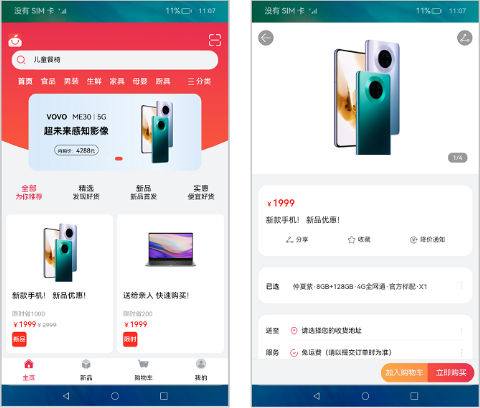 没有 SIM 卡
11%
11:07
儿童餐椅
首页 食品 男装 生鲜 家具 母婴 厨具 三分类
VOVO ME30 | 5G
超未来感知影像
4288元
全部 精选 新品 实惠
为你推荐 发现好货 新品首发 便宜好货
新款手机! 新品优惠!
限时省1000
¥1999 ¥2999
新品
送给亲人 快速购买!
限时省200
¥1999
限时
主页 新品 购物车 我的
没有 SIM 卡
11%
11:07
1/4
¥1999
新款手机! 新品优惠!
分享 收藏 降价通知
已选 仲夏紫·8GB+128GB·4G全网通·官方标配·X1
送至 请选择您的收货地址
服务 免运费(请以提交订单时为准)
加入购物车 立即购买